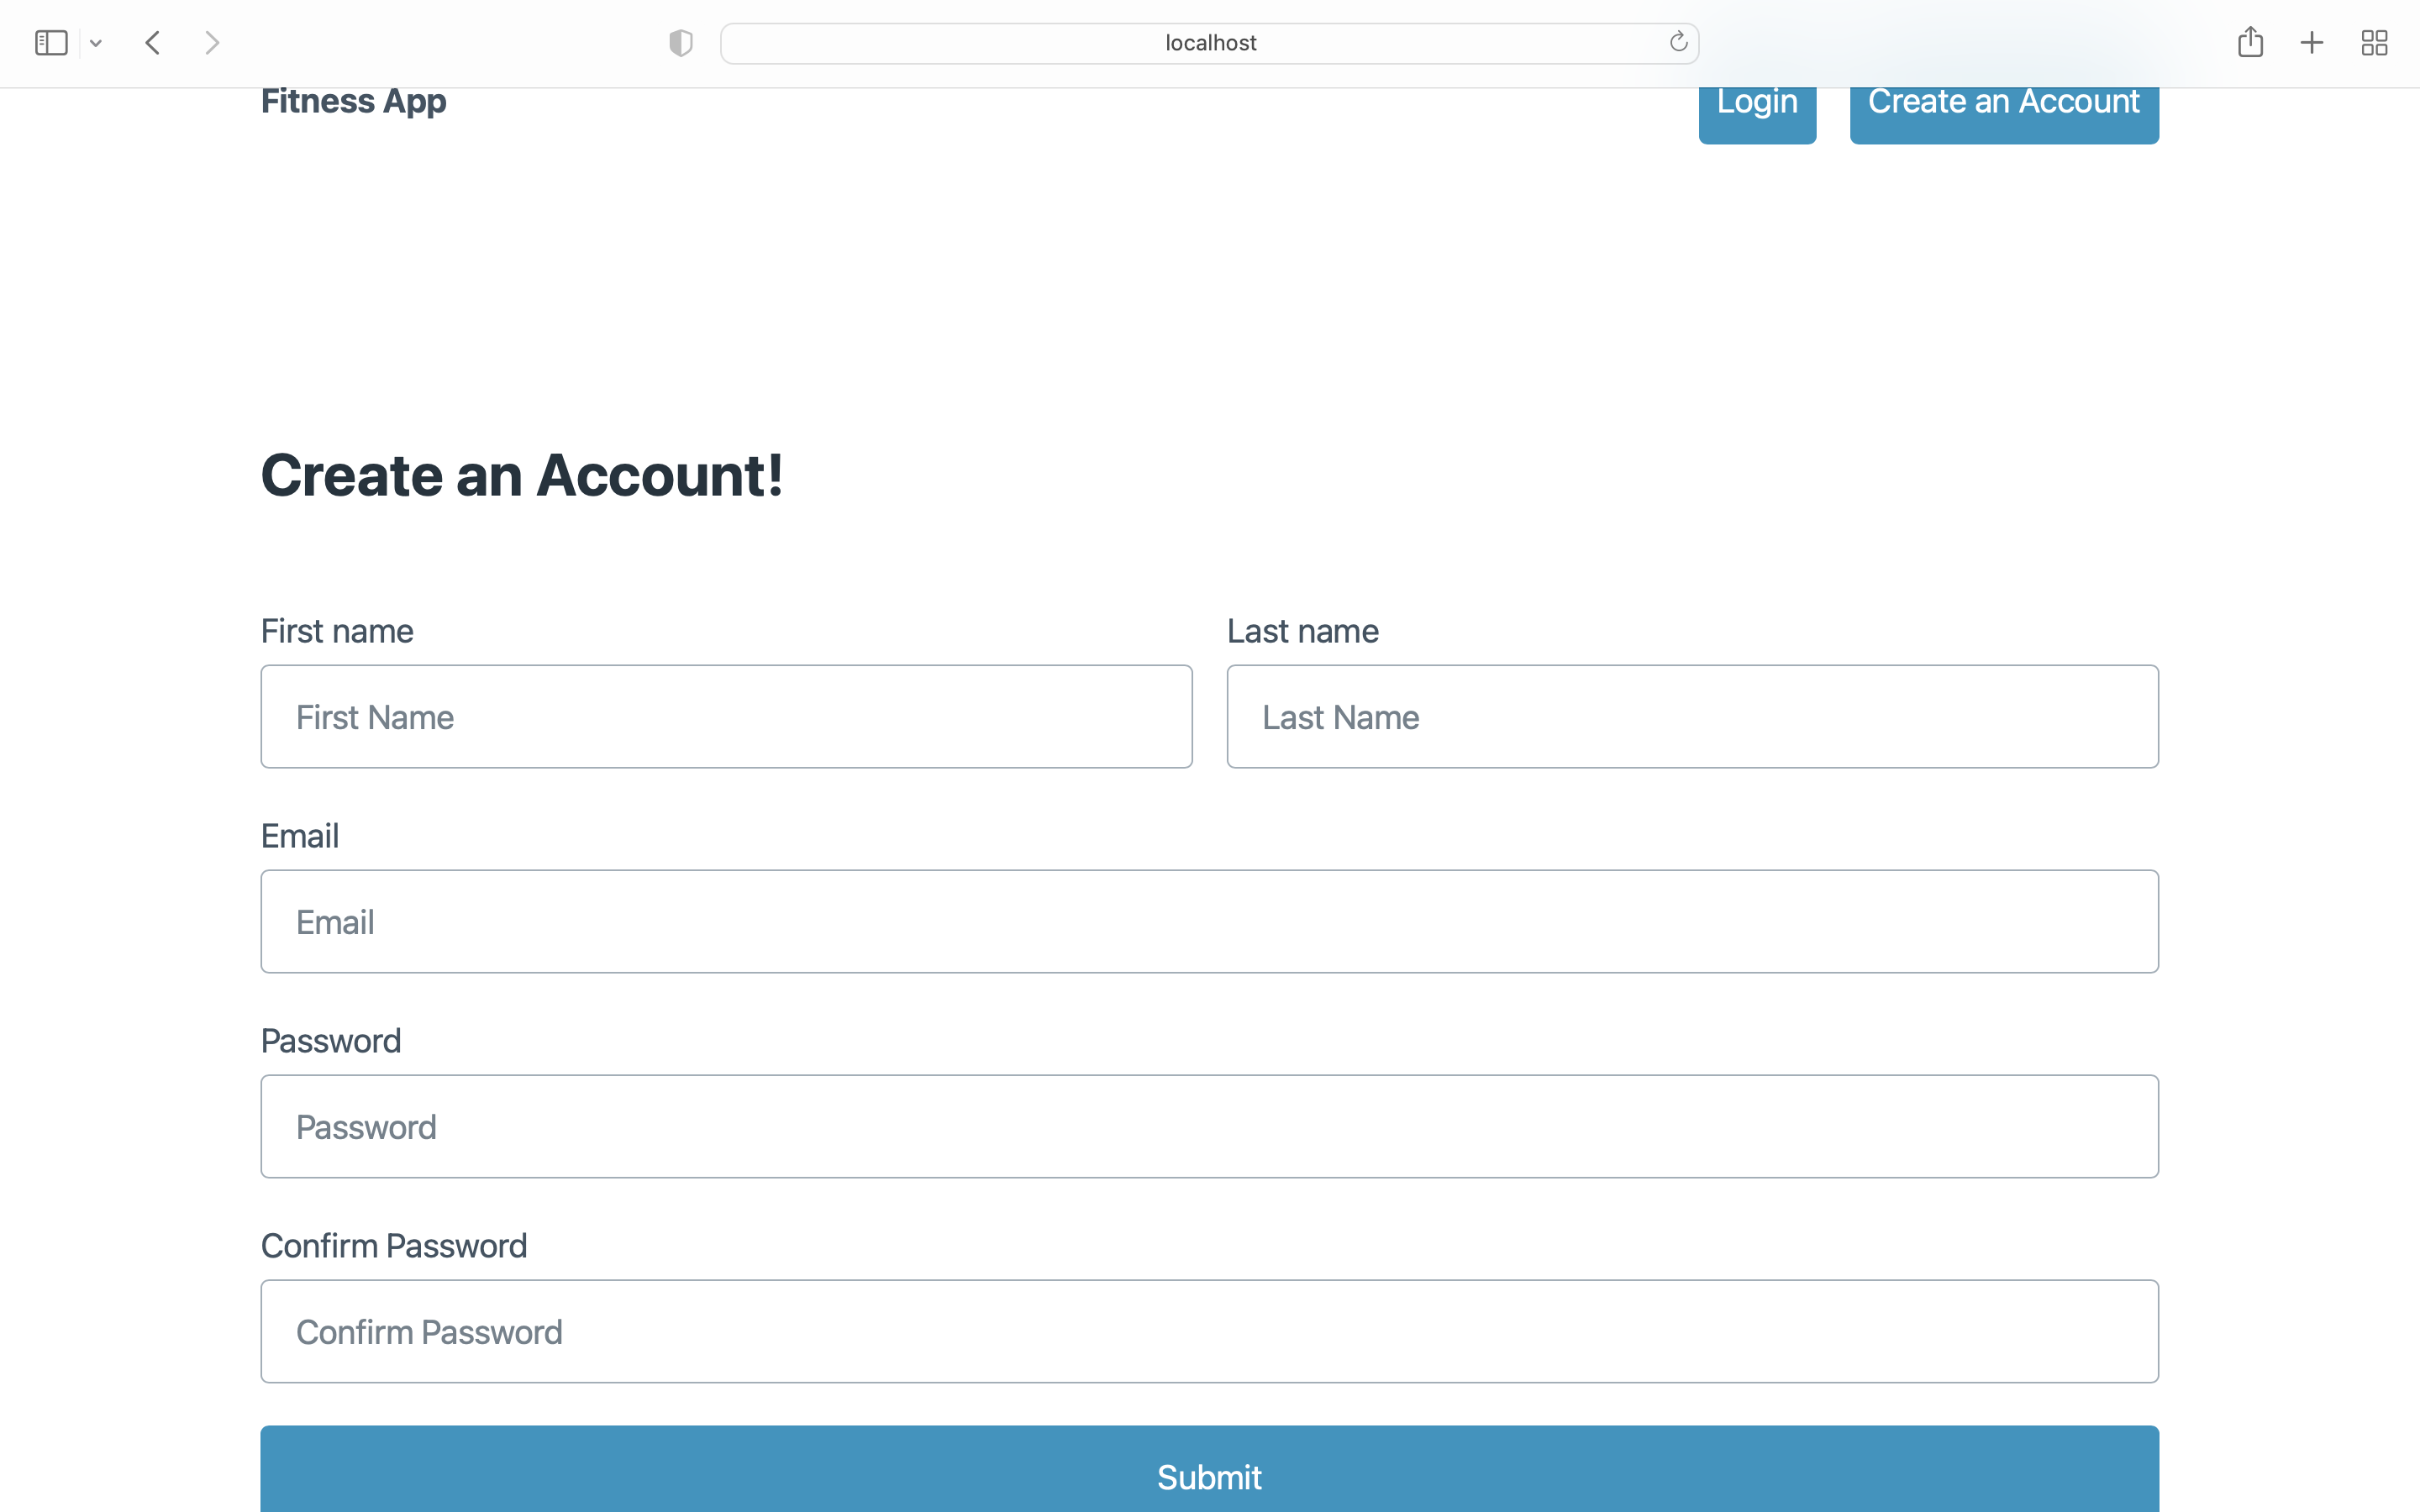 localhost
Fitness App Login Create an Account
Create an Account!
First name Last name
First Name Last Name
Email
Email
Password
Password
Confirm Password
Confirm Password
Submit